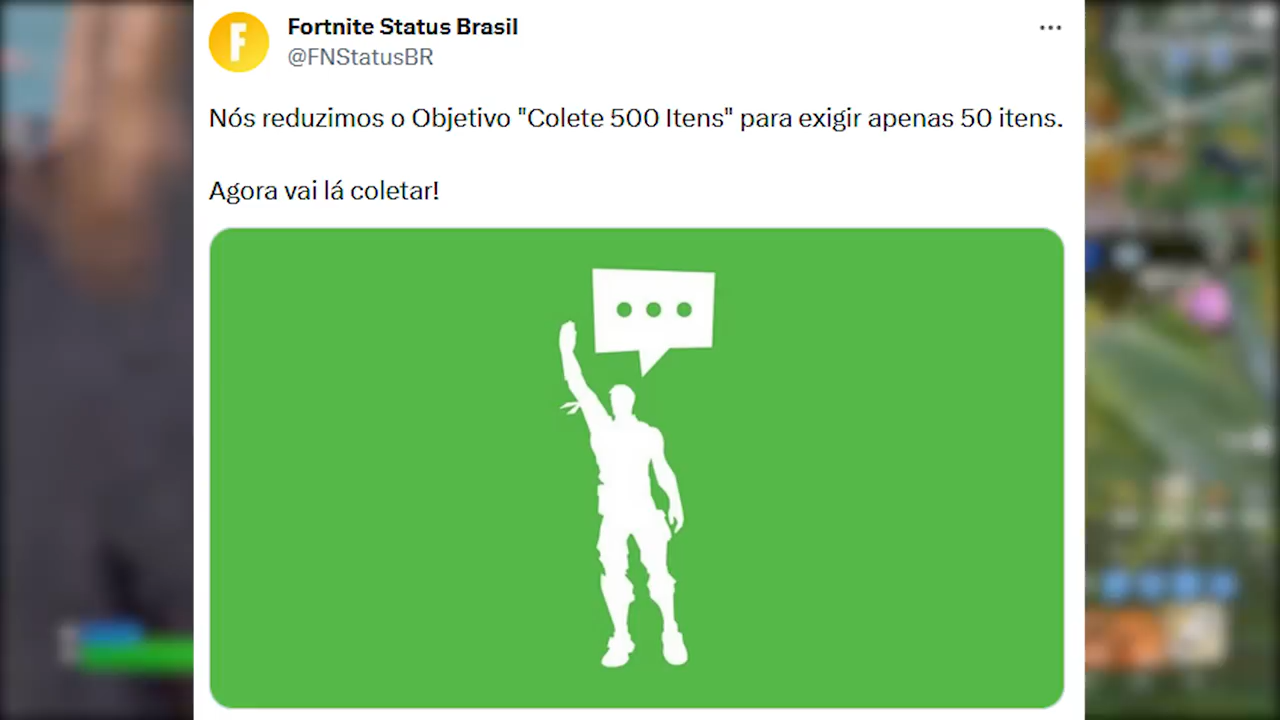 Fortnite Status Brasil
@FNStatusBR
Nós reduzimos o Objetivo "Colete 500 Itens" para exigir apenas 50 itens.
Agora vai lá coletar!